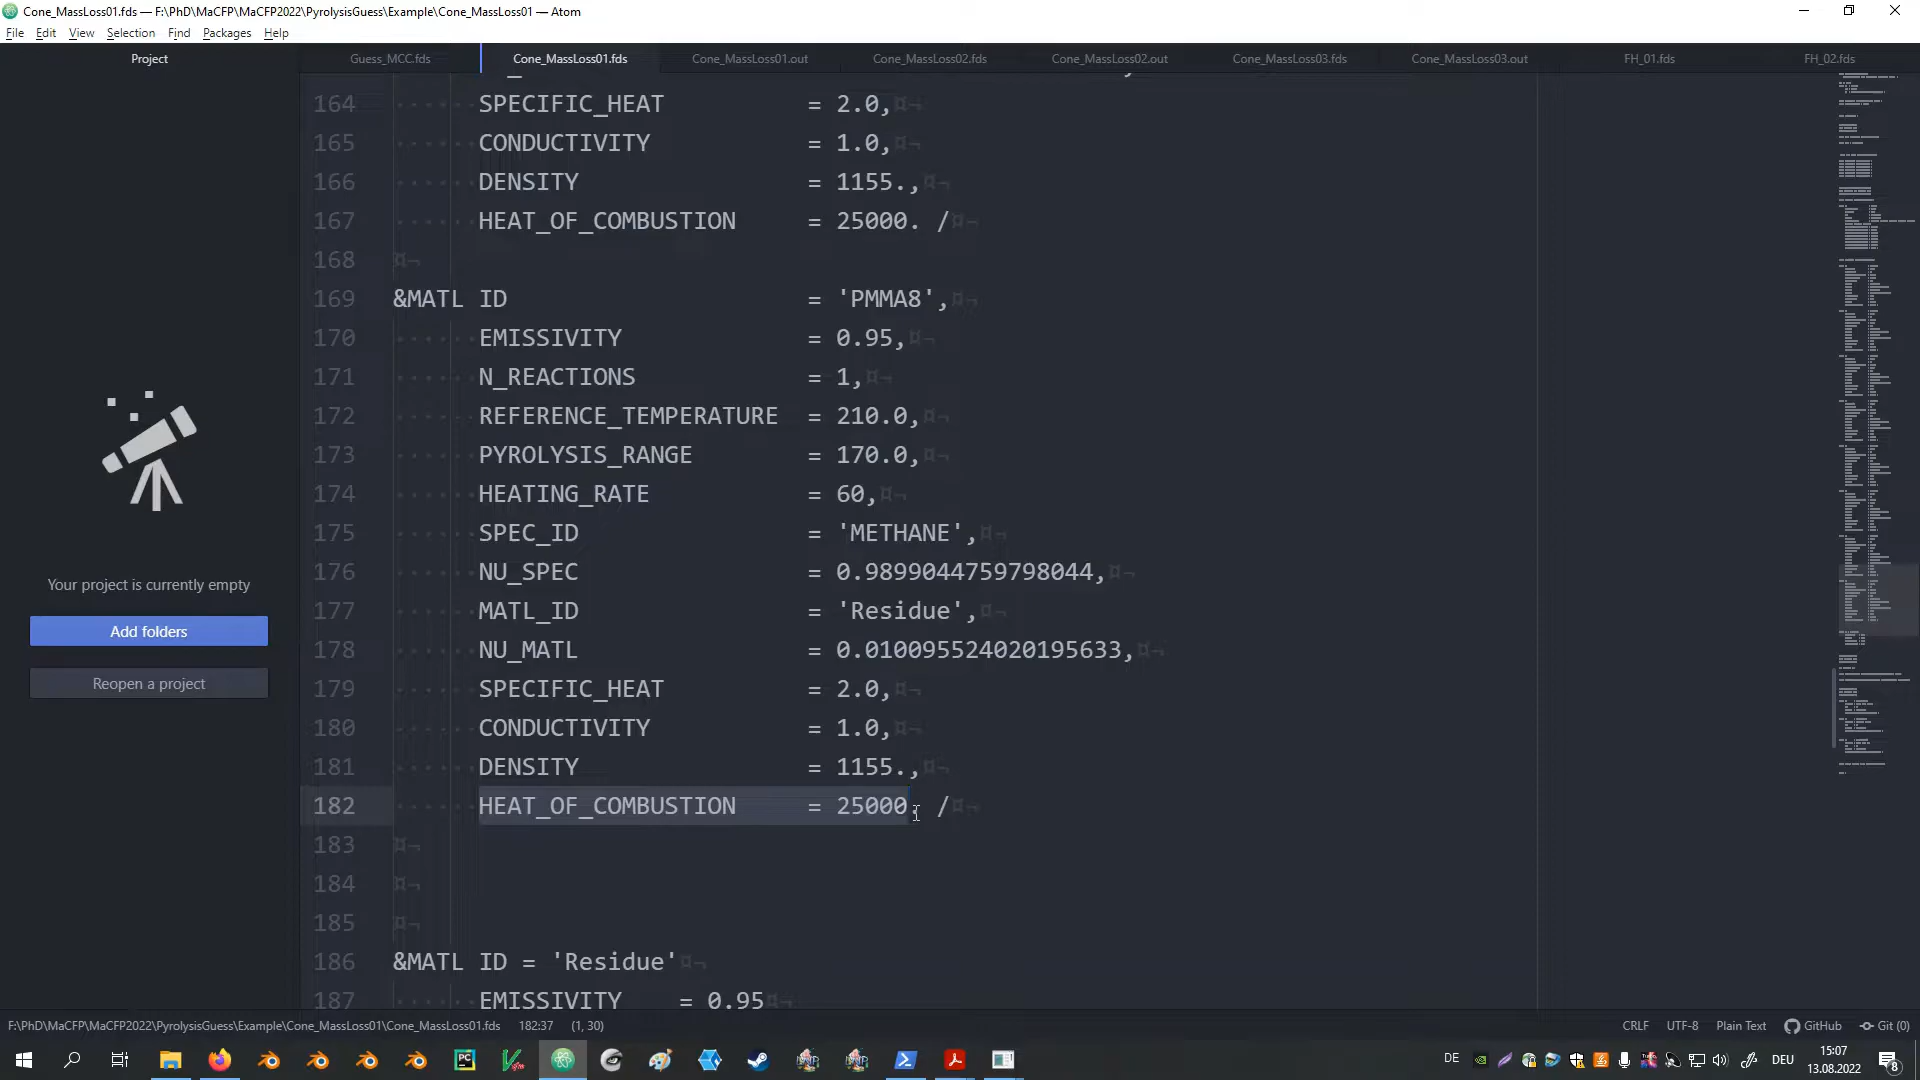 Cone_MassLoss01.fds — F:\PhD\MaCFP\MaCFP2022\PyrolysisGuess\Example\Cone_MassLoss01 — Atom
File Edit View Selection Find Packages Help
Project
Guess_MCC.fds Cone_MassLoss01.fds Cone_MassLoss01.out Cone_MassLoss02.fds Cone_MassLoss02.out Cone_MassLoss03.fds Cone_MassLoss03.out FH_01.fds FH_02.fds
164 SPECIFIC_HEAT = 2.0,
165 CONDUCTIVITY = 1.0,
166 DENSITY = 1155.,
167 HEAT_OF_COMBUSTION = 25000. /
168
169 &MATL ID = 'PMMA8',
170 EMISSIVITY = 0.95,
171 N_REACTIONS = 1,
172 REFERENCE_TEMPERATURE = 210.0,
173 PYROLYSIS_RANGE = 170.0,
174 HEATING_RATE = 60,
175 SPEC_ID = 'METHANE',
176 NU_SPEC = 0.9899044759798044,
177 MATL_ID = 'Residue',
178 NU_MATL = 0.010095524020195633,
179 SPECIFIC_HEAT = 2.0,
180 CONDUCTIVITY = 1.0,
181 DENSITY = 1155.,
182 HEAT_OF_COMBUSTION = 25000. /
183
184
185
186 &MATL ID = 'Residue'
187 EMISSIVITY = 0.95
Your project is currently empty
Add folders
Reopen a project
F:\PhD\MaCFP\MaCFP2022\PyrolysisGuess\Example\Cone_MassLoss01\Cone_MassLoss01.fds 182:37 (1, 30) CRLF UTF-8 Plain Text GitHub Git (0)
DE DEU 15:07
13.08.2022 8